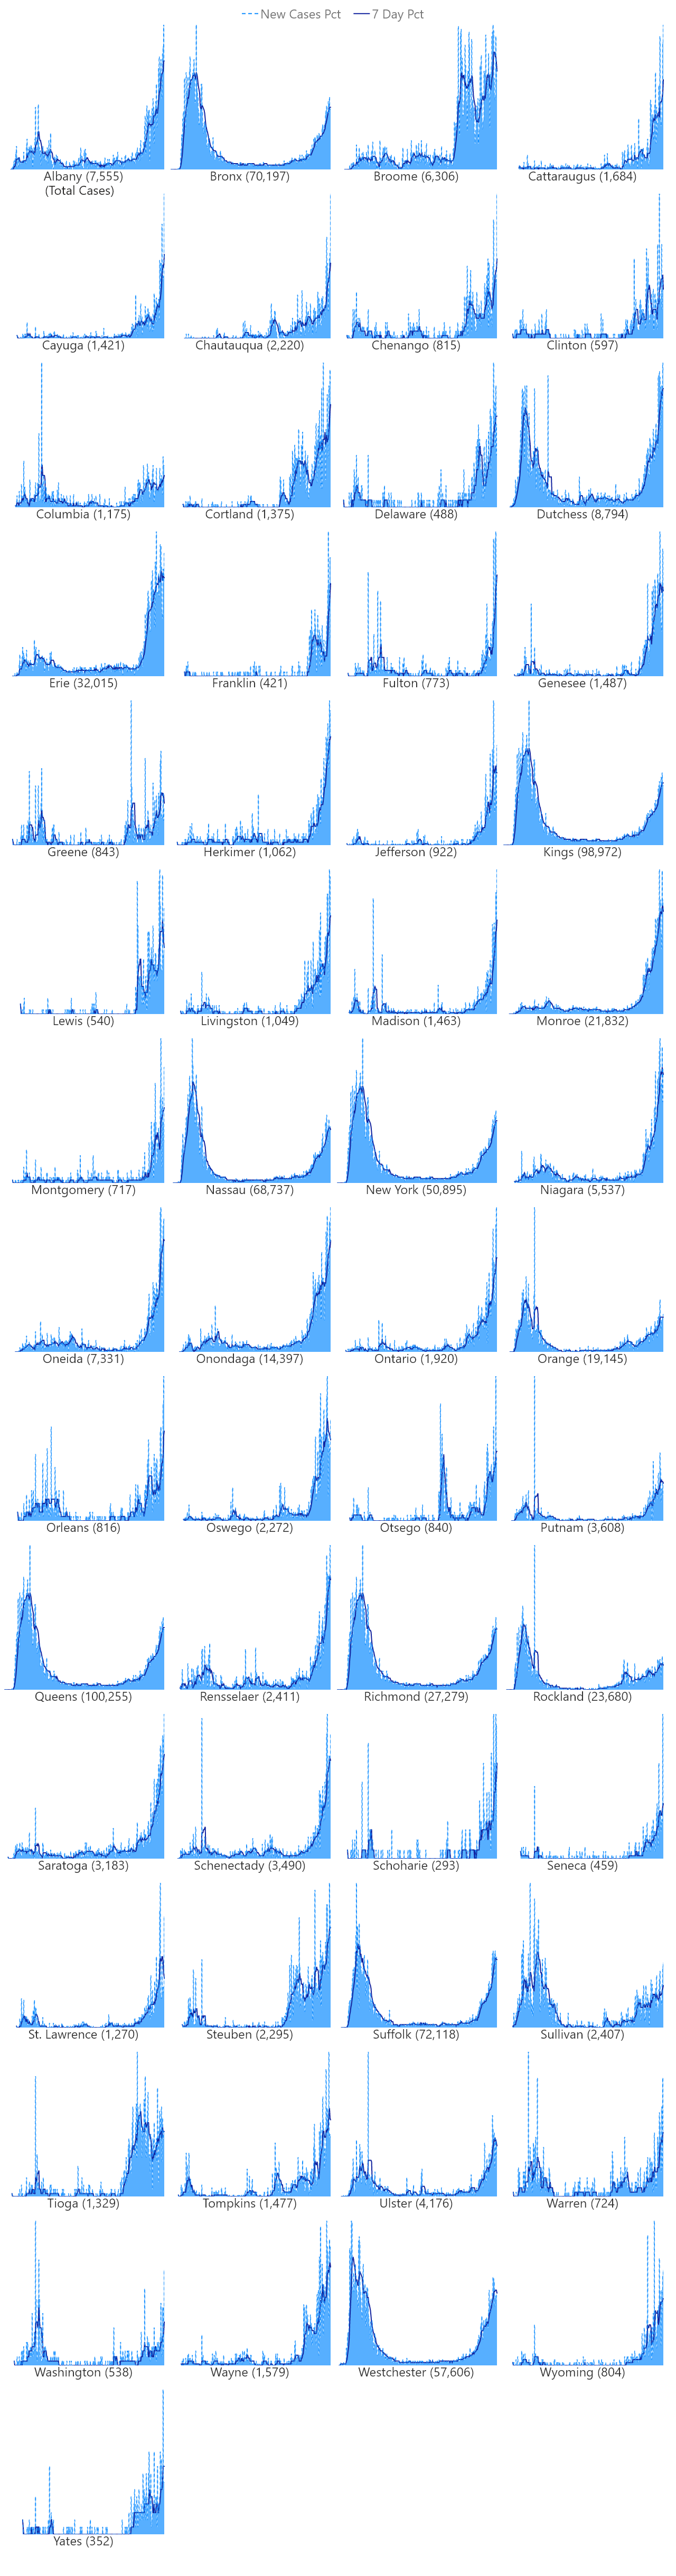 New Cases Pct 7 Day Pct
Albany (7,555) Bronx (70,197) Broome (6,306) Cattaraugus (1,684)
(Total Cases)
Cayuga (1,421) Chautauqua (2,220) Chenango (815) Clinton (597)
Columbia (1,175) Cortland (1,375) Delaware (488) Dutchess (8,794)
Erie (32,015) Franklin (421) Fulton (773) Genesee (1,487)
Greene (843) Herkimer (1,062) Jefferson (922) Kings (98,972)
Lewis (540) Livingston (1,049) Madison (1,463) Monroe (21,832)
Montgomery (717) Nassau (68,737) New York (50,895) Niagara (5,537)
Oneida (7,331) Onondaga (14,397) Ontario (1,920) Orange (19,145)
Orleans (816) Oswego (2,272) Otsego (840) Putnam (3,608)
Queens (100,255) Rensselaer (2,411) Richmond (27,279) Rockland (23,680)
Saratoga (3,183) Schenectady (3,490) Schoharie (293) Seneca (459)
St. Lawrence (1,270) Steuben (2,295) Suffolk (72,118) Sullivan (2,407)
Tioga (1,329) Tompkins (1,477) Ulster (4,176) Warren (724)
Washington (538) Wayne (1,579) Westchester (57,606) Wyoming (804)
Yates (352)